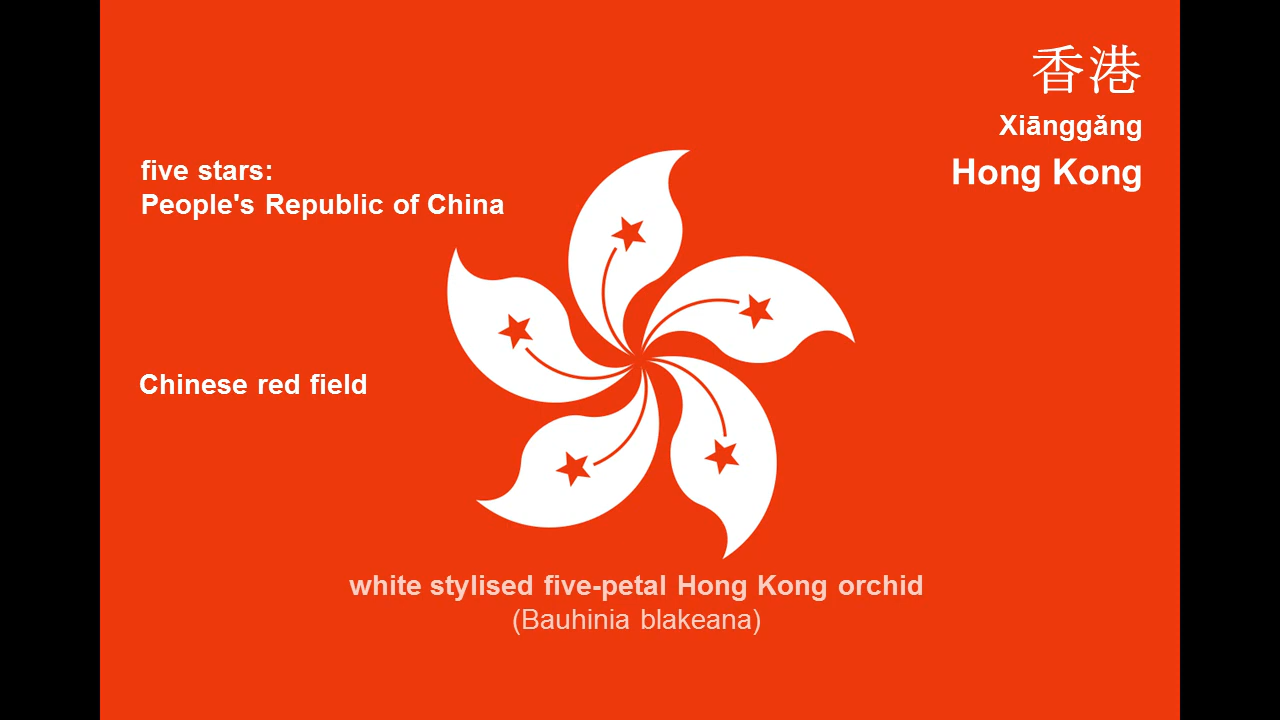 香港
Xiānggǎng
Hong Kong
five stars:
People's Republic of China
Chinese red field
white stylised five-petal Hong Kong orchid
(Bauhinia blakeana)